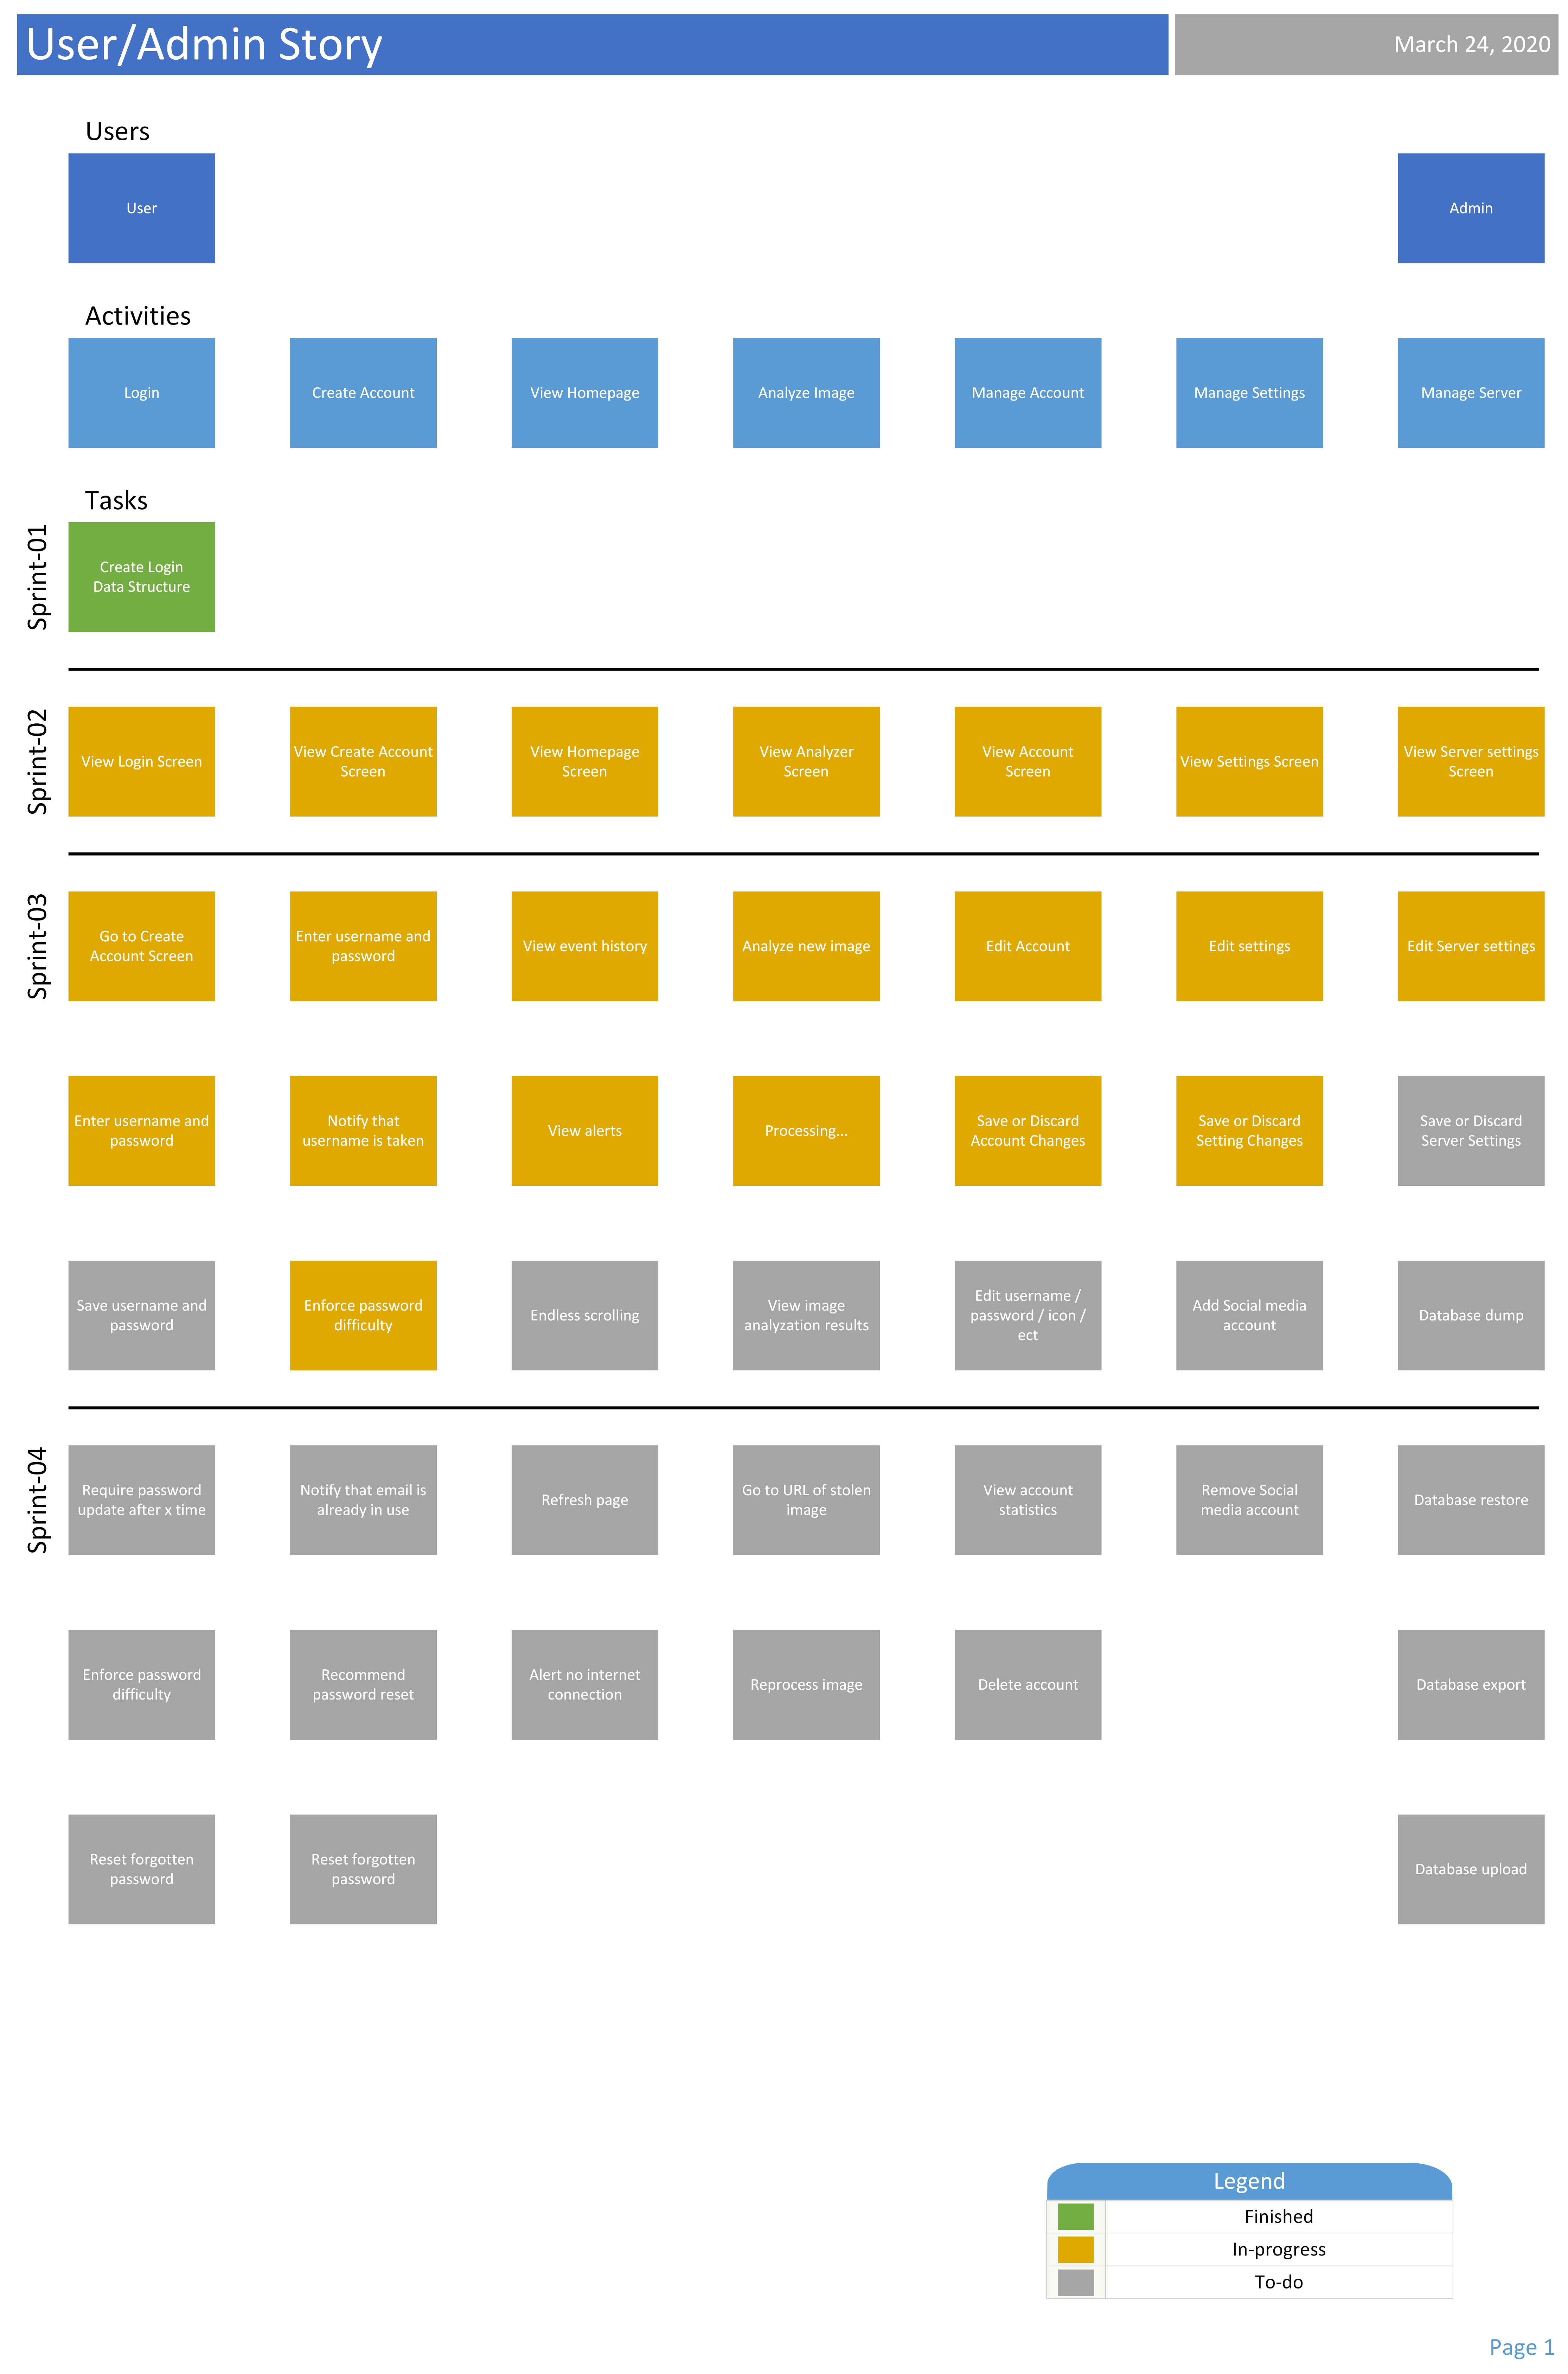 User/Admin Story
March 24, 2020
Users
User
Admin
Activities
Login
Create Account
View Homepage
Analyze Image
Manage Account
Manage Settings
Manage Server
Tasks
Sprint-01
Create Login
Data Structure
Sprint-02
View Login Screen
View Create Account
Screen
View Homepage
Screen
View Analyzer
Screen
View Account
Screen
View Settings Screen
View Server settings
Screen
Sprint-03
Go to Create
Account Screen
Enter username and
password
View event history
Analyze new image
Edit Account
Edit settings
Edit Server settings
Enter username and
password
Notify that
username is taken
View alerts
Processing...
Save or Discard
Account Changes
Save or Discard
Setting Changes
Save or Discard
Server Settings
Save username and
password
Enforce password
difficulty
Endless scrolling
View image
analyzation results
Edit username /
password / icon /
ect
Add Social media
account
Database dump
Sprint-04
Require password
update after x time
Notify that email is
already in use
Refresh page
Go to URL of stolen
image
View account
statistics
Remove Social
media account
Database restore
Enforce password
difficulty
Recommend
password reset
Alert no internet
connection
Reprocess image
Delete account
Database export
Reset forgotten
password
Reset forgotten
password
Database upload
Legend
Finished
In-progress
To-do
Page 1